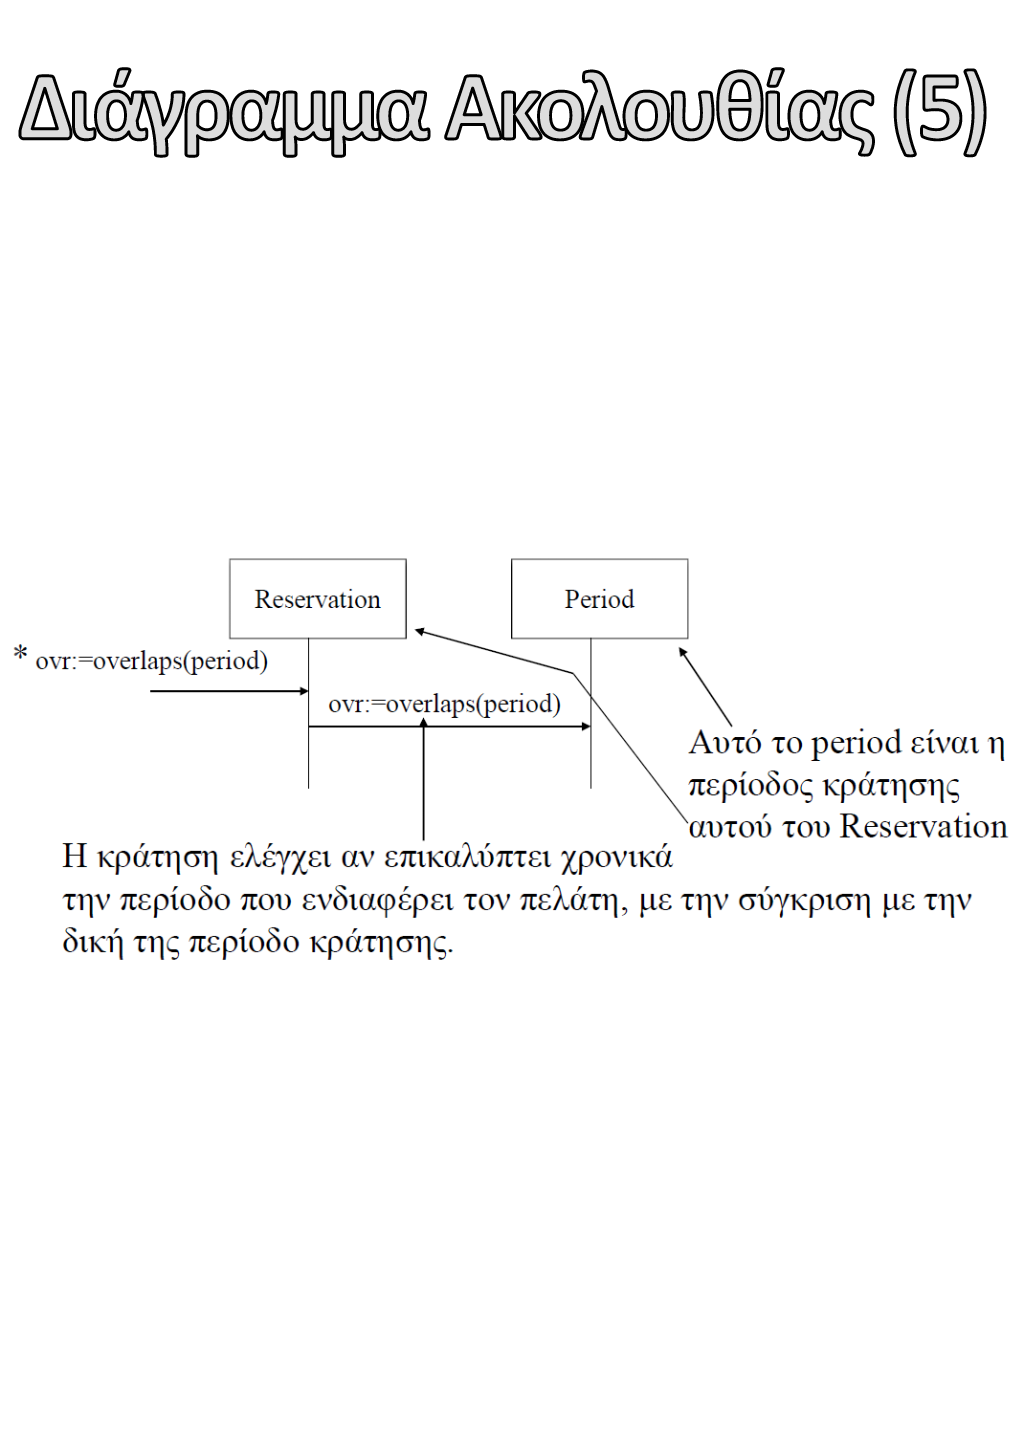 Διάγραμμα Ακολουθίας (5)
Reservation
Period
* ovr:=overlaps(period)
ovr:=overlaps(period)
Αυτό το period είναι η
περίοδος κράτησης
αυτού του Reservation
Η κράτηση ελέγχει αν επικαλύπτει χρονικά
την περίοδο που ενδιαφέρει τον πελάτη, με την σύγκριση με την
δική της περίοδο κράτησης.